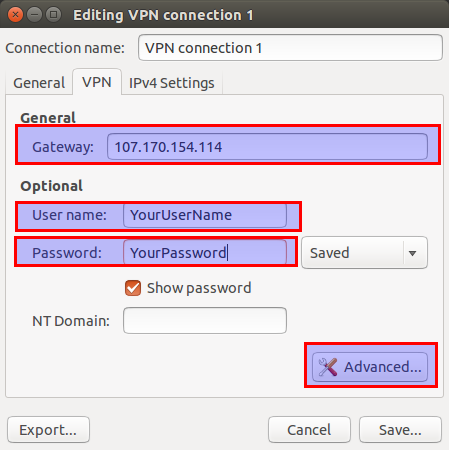 Editing VPN connection 1
Connection name: VPN connection 1
General VPN IPv4 Settings
General
Gateway: 107.170.154.114
Optional
User name: YourUserName
Password: YourPassword Saved
Show password
NT Domain:
Advanced...
Export... Cancel Save...